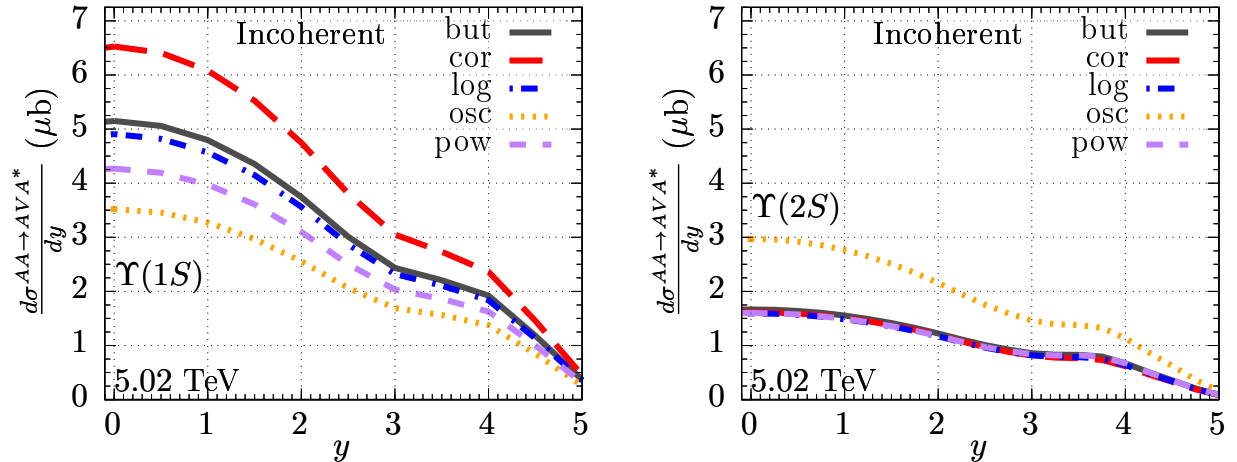 7
6
5
4
3
2
1
0
dσ^{AA→AVA*}/dy (μb)
Incoherent
but
cor
log
osc
pow
Υ(1S)
5.02 TeV
0 1 2 3 4 5
y
7
6
5
4
3
2
1
0
dσ^{AA→AVA*}/dy (μb)
Incoherent
but
cor
log
osc
pow
Υ(2S)
5.02 TeV
0 1 2 3 4 5
y